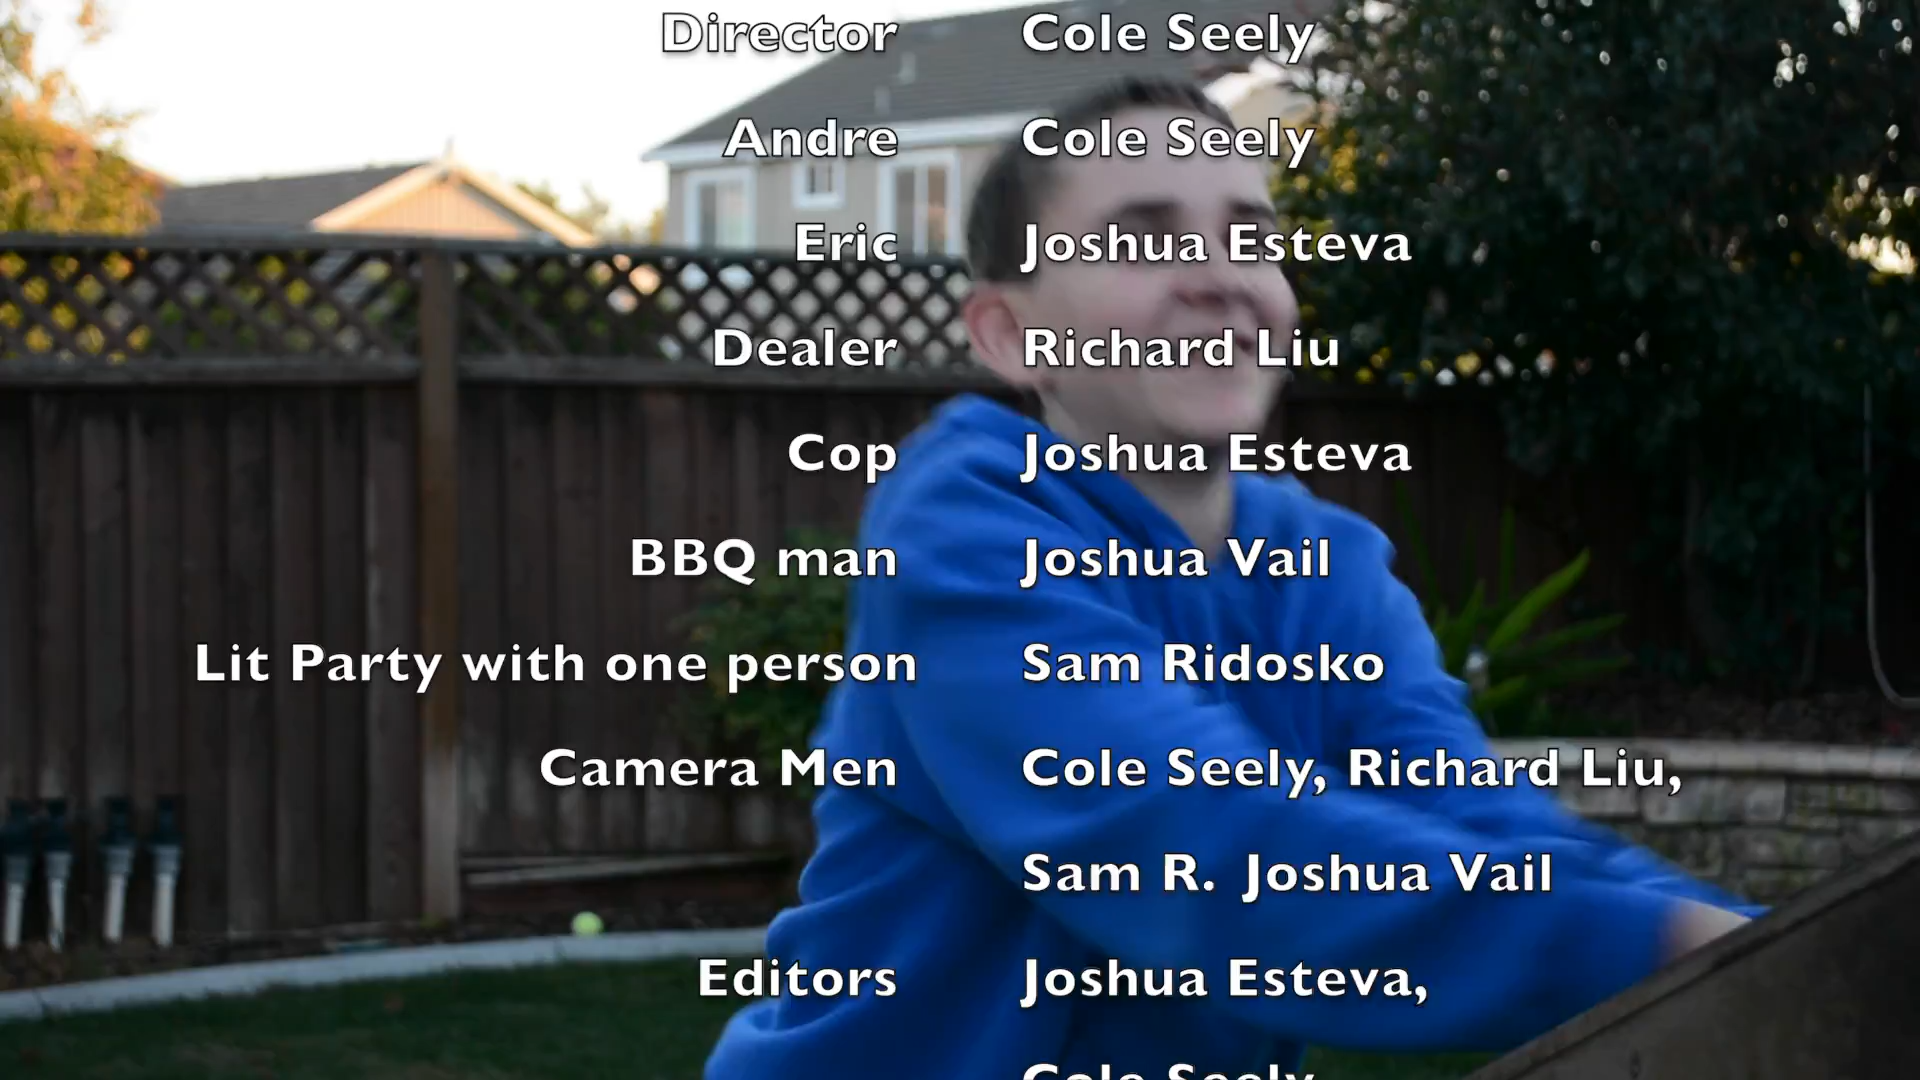 Director Cole Seely
Andre Cole Seely
Eric Joshua Esteva
Dealer Richard Liu
Cop Joshua Esteva
BBQ man Joshua Vail
Lit Party with one person Sam Ridosko
Camera Men Cole Seely, Richard Liu,
Sam R. Joshua Vail
Editors Joshua Esteva,
Cole Seely